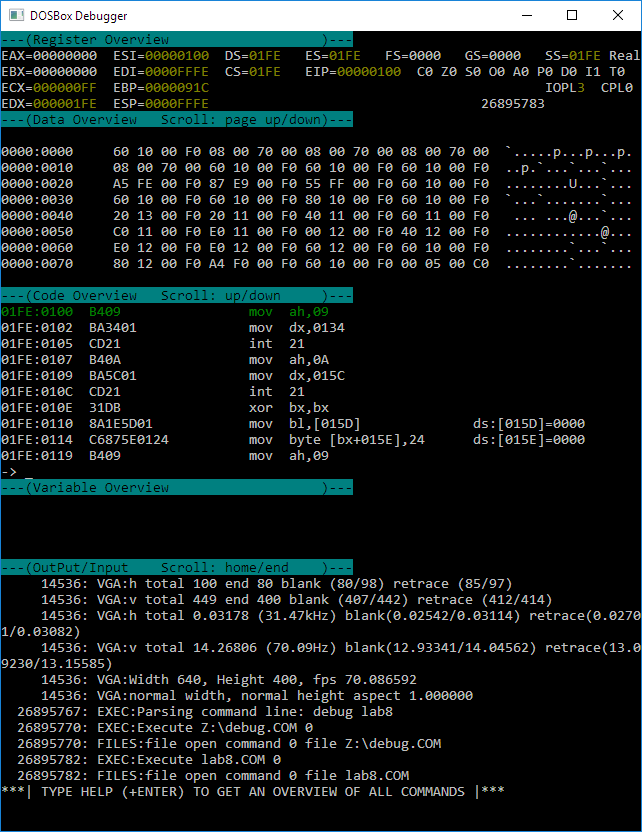 DOSBox Debugger
---(Register Overview                   )---
EAX=00000000  ESI=00000100  DS=01FE   ES=01FE   FS=0000   GS=0000   SS=01FE Real
EBX=00000000  EDI=0000FFFE  CS=01FE   EIP=00000100  C0 Z0 S0 O0 A0 P0 D0 I1 T0
ECX=000000FF  EBP=0000091C                                          IOPL3  CPL0
EDX=000001FE  ESP=0000FFFE                                  26895783
---(Data Overview   Scroll: page up/down)---
0000:0000     60 10 00 F0 08 00 70 00 08 00 70 00 08 00 70 00  `.....p...p...p.
0000:0010     08 00 70 00 60 10 00 F0 60 10 00 F0 60 10 00 F0  ..p.`...`...`...
0000:0020     A5 FE 00 F0 87 E9 00 F0 55 FF 00 F0 60 10 00 F0  ........U...`...
0000:0030     60 10 00 F0 60 10 00 F0 80 10 00 F0 60 10 00 F0  `...`.......`...
0000:0040     20 13 00 F0 20 11 00 F0 40 11 00 F0 60 11 00 F0   ... ...@...`...
0000:0050     C0 11 00 F0 E0 11 00 F0 00 12 00 F0 40 12 00 F0  ............@...
0000:0060     E0 12 00 F0 E0 12 00 F0 60 12 00 F0 60 10 00 F0  ........`...`...
0000:0070     80 12 00 F0 A4 F0 00 F0 60 10 00 F0 00 05 00 C0  ........`.......
---(Code Overview   Scroll: up/down     )---
01FE:0100  B409                mov  ah,09
01FE:0102  BA3401              mov  dx,0134
01FE:0105  CD21                int  21
01FE:0107  B40A                mov  ah,0A
01FE:0109  BA5C01              mov  dx,015C
01FE:010C  CD21                int  21
01FE:010E  31DB                xor  bx,bx
01FE:0110  8A1E5D01            mov  bl,[015D]              ds:[015D]=0000
01FE:0114  C6875E0124          mov  byte [bx+015E],24      ds:[015E]=0000
01FE:0119  B409                mov  ah,09
-> _
---(Variable Overview                   )---
---(OutPut/Input    Scroll: home/end    )---
     14536: VGA:h total 100 end 80 blank (80/98) retrace (85/97)
     14536: VGA:v total 449 end 400 blank (407/442) retrace (412/414)
     14536: VGA:h total 0.03178 (31.47kHz) blank(0.02542/0.03114) retrace(0.0270
1/0.03082)
     14536: VGA:v total 14.26806 (70.09Hz) blank(12.93341/14.04562) retrace(13.0
9230/13.15585)
     14536: VGA:Width 640, Height 400, fps 70.086592
     14536: VGA:normal width, normal height aspect 1.000000
  26895767: EXEC:Parsing command line: debug lab8
  26895770: EXEC:Execute Z:\debug.COM 0
  26895770: FILES:file open command 0 file Z:\debug.COM
  26895782: EXEC:Execute lab8.COM 0
  26895782: FILES:file open command 0 file lab8.COM
***| TYPE HELP (+ENTER) TO GET AN OVERVIEW OF ALL COMMANDS |***